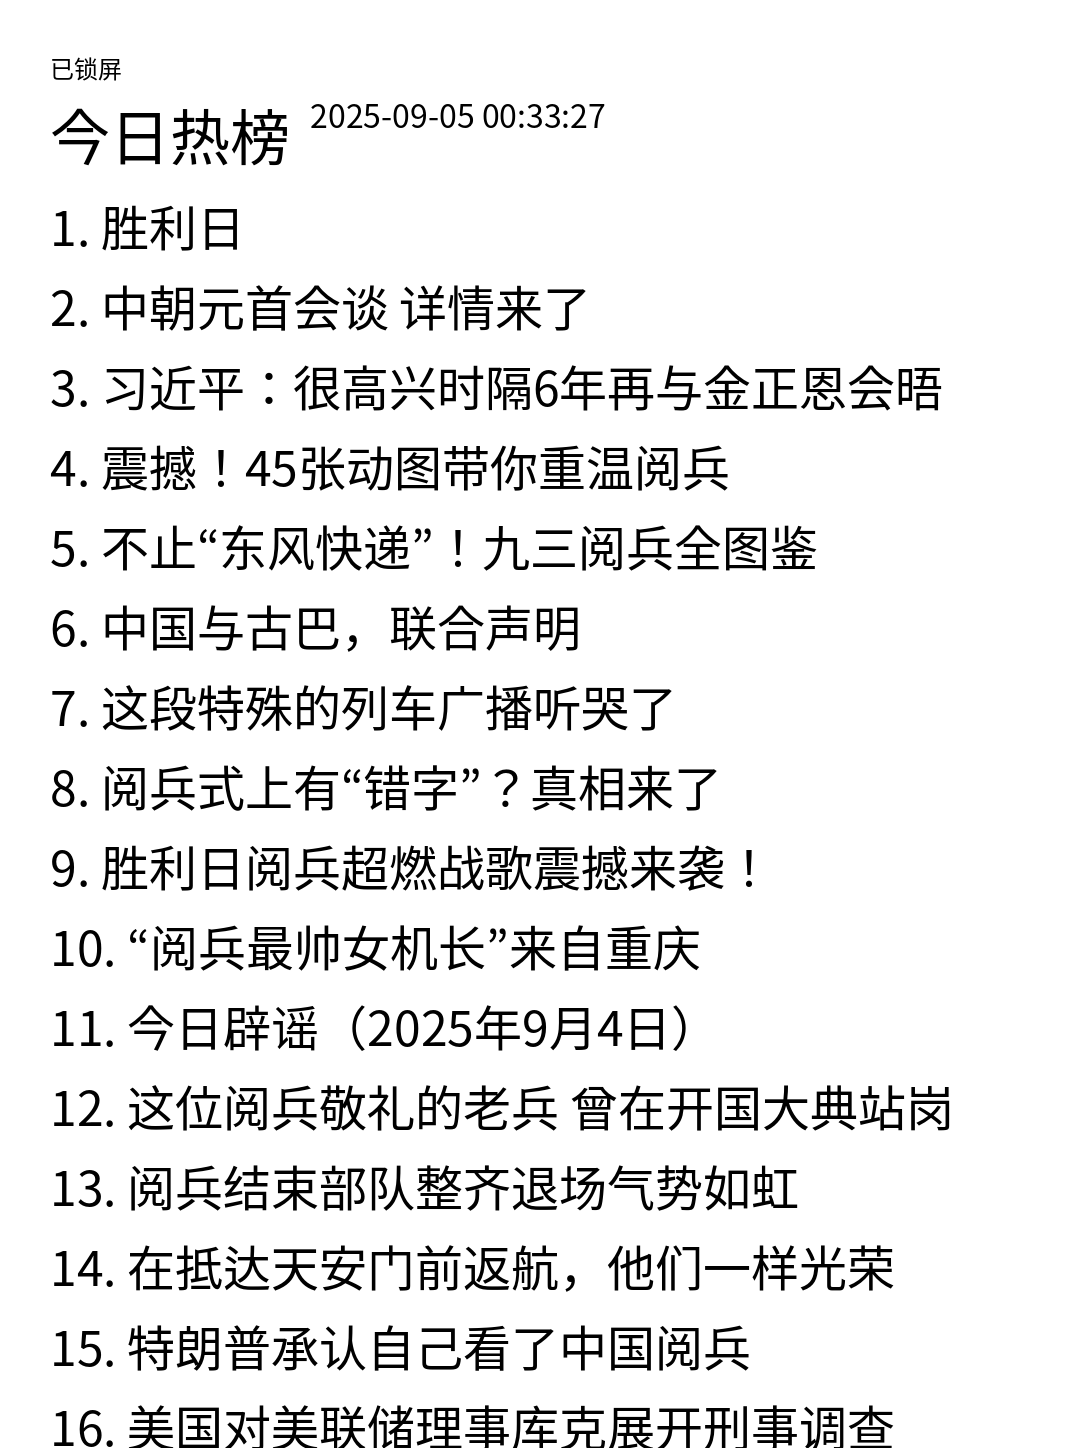 已锁屏
今日热榜 2025-09-05 00:33:27
1. 胜利日
2. 中朝元首会谈 详情来了
3. 习近平：很高兴时隔6年再与金正恩会晤
4. 震撼！45张动图带你重温阅兵
5. 不止“东风快递”！九三阅兵全图鉴
6. 中国与古巴，联合声明
7. 这段特殊的列车广播听哭了
8. 阅兵式上有“错字”？真相来了
9. 胜利日阅兵超燃战歌震撼来袭！
10. “阅兵最帅女机长”来自重庆
11. 今日辟谣（2025年9月4日）
12. 这位阅兵敬礼的老兵 曾在开国大典站岗
13. 阅兵结束部队整齐退场气势如虹
14. 在抵达天安门前返航，他们一样光荣
15. 特朗普承认自己看了中国阅兵
16. 美国对美联储理事库克展开刑事调查